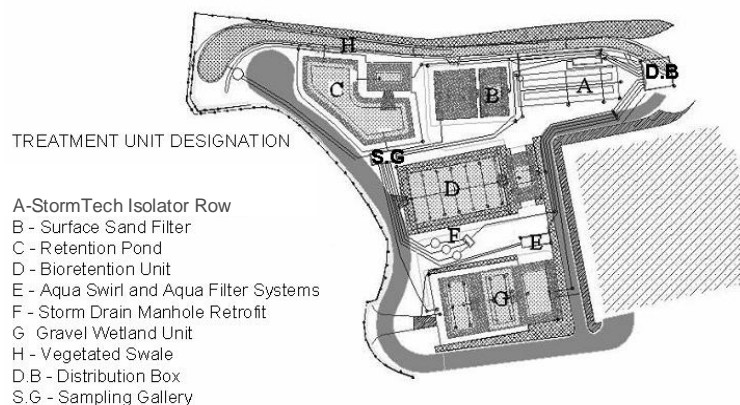 H
D.B
A
C
B
TREATMENT UNIT DESIGNATION
S.G
D
A-StormTech Isolator Row
B - Surface Sand Filter
F
C - Retention Pond
E
D - Bioretention Unit
E - Aqua Swirl and Aqua Filter Systems
F - Storm Drain Manhole Retrofit
G
G Gravel Wetland Unit
H - Vegetated Swale
D.B - Distribution Box
S.G - Sampling Gallery